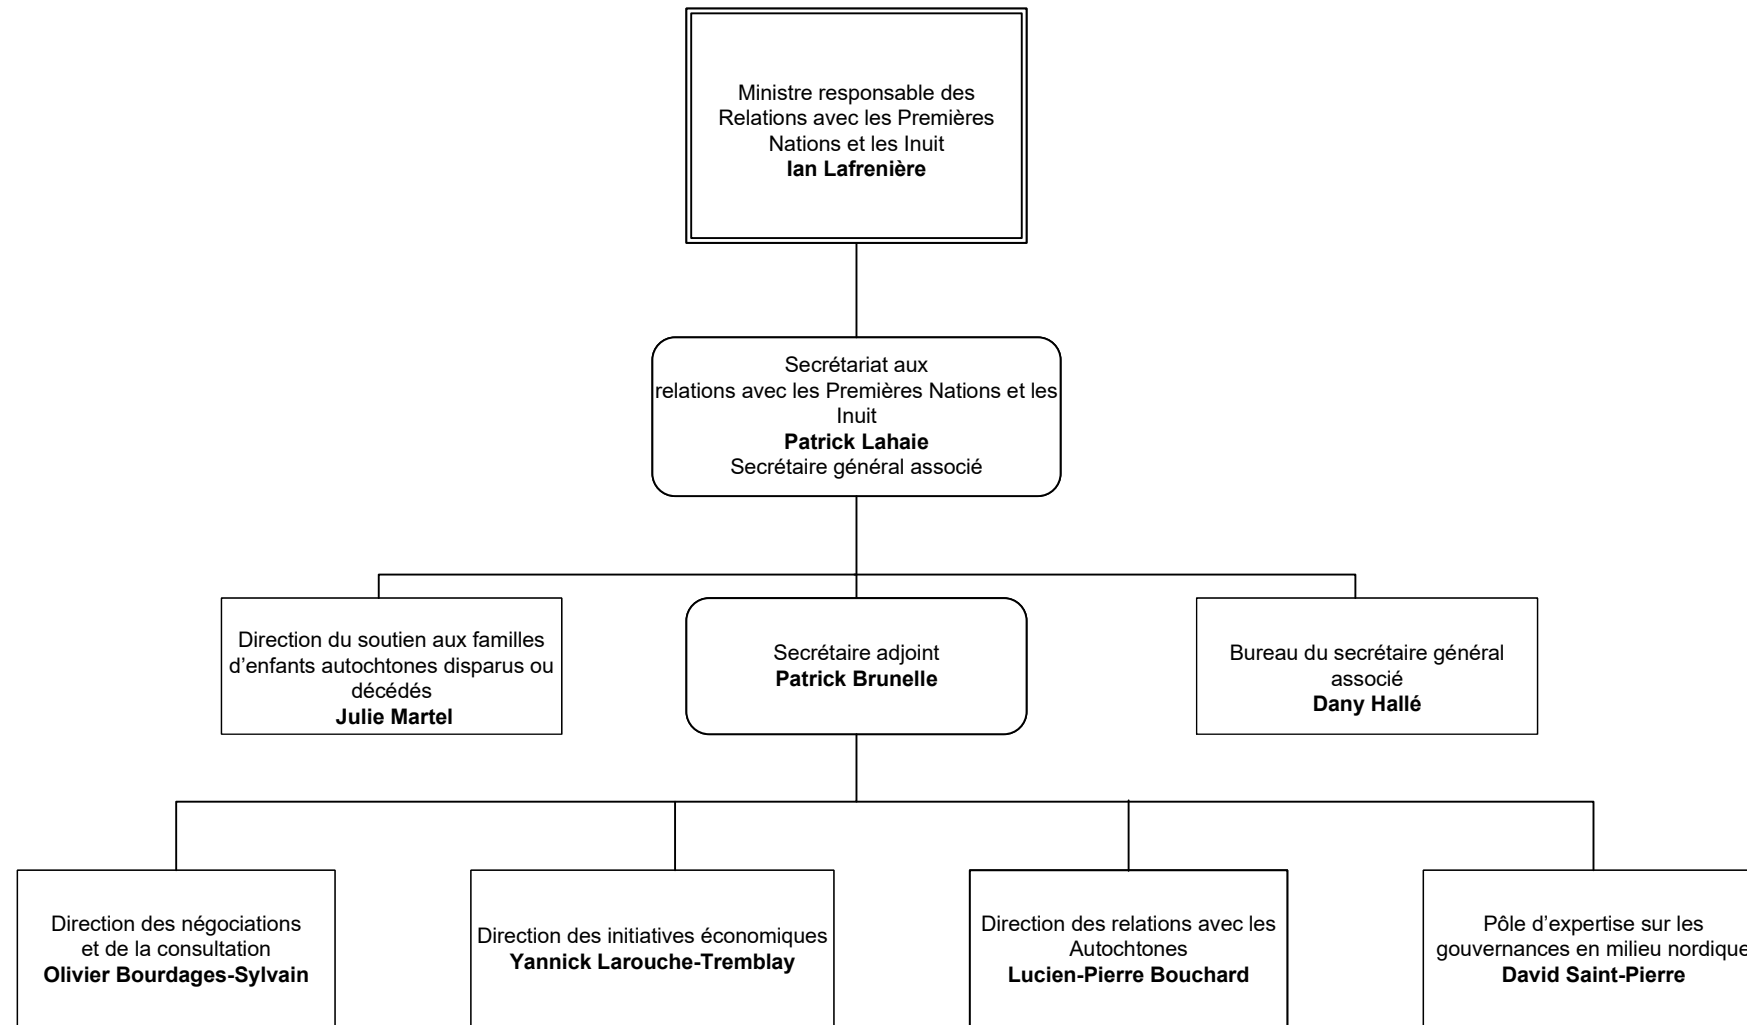 Ministre responsable des
Relations avec les Premières
Nations et les Inuit
Ian Lafrenière
Secrétariat aux
relations avec les Premières Nations et les
Inuit
Patrick Lahaie
Secrétaire général associé
Direction du soutien aux familles
d’enfants autochtones disparus ou
décédés
Julie Martel
Secrétaire adjoint
Patrick Brunelle
Bureau du secrétaire général
associé
Dany Hallé
Direction des négociations
et de la consultation
Olivier Bourdages-Sylvain
Direction des initiatives économiques
Yannick Larouche-Tremblay
Direction des relations avec les
Autochtones
Lucien-Pierre Bouchard
Pôle d’expertise sur les
gouvernances en milieu nordique
David Saint-Pierre